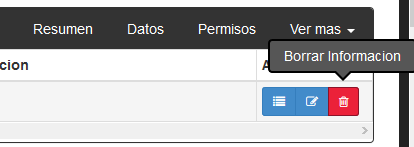 Resumen Datos Permisos Ver mas
Borrar Informacion
cion A